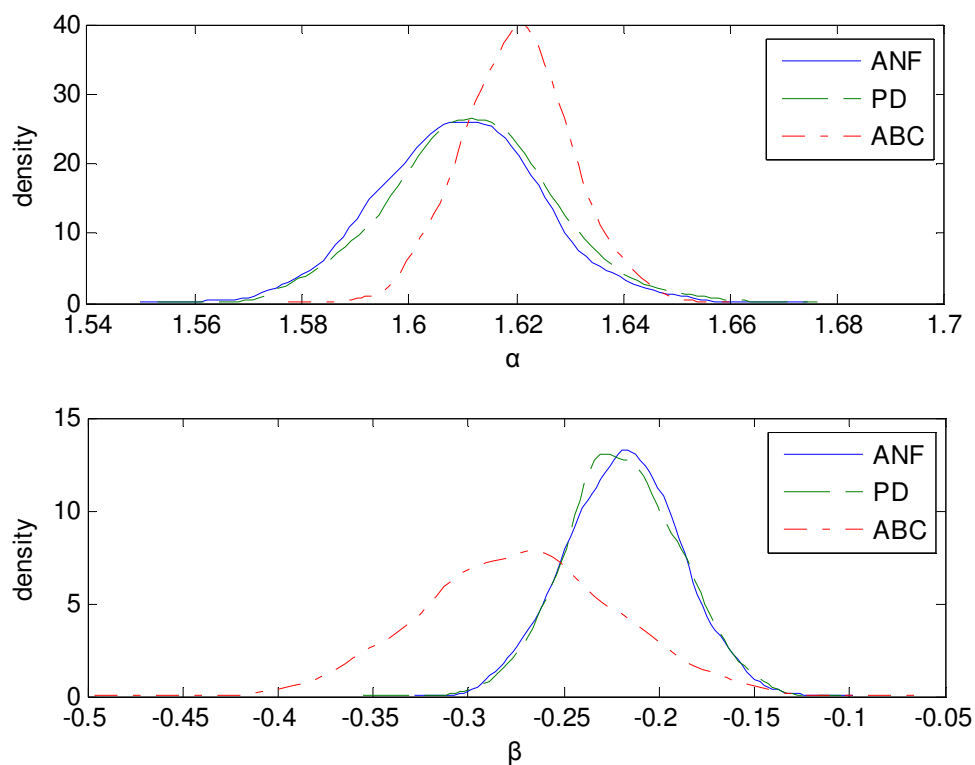 40
30
20
10
0
density
1.54 1.56 1.58 1.6 1.62 1.64 1.66 1.68 1.7
α
ANF
PD
ABC
15
10
5
0
density
-0.5 -0.45 -0.4 -0.35 -0.3 -0.25 -0.2 -0.15 -0.1 -0.05
β
ANF
PD
ABC